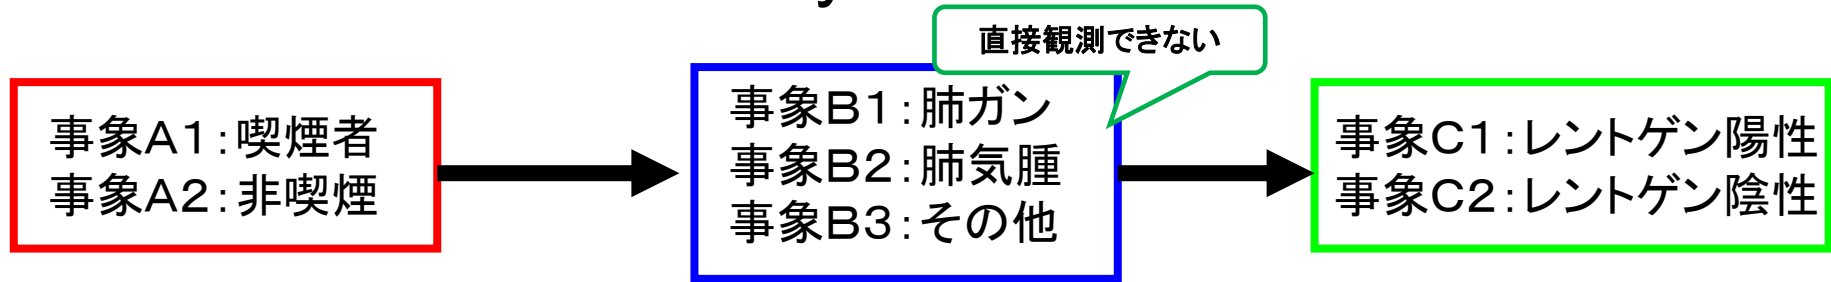 直接観測できない
事象A1:喫煙者
事象A2:非喫煙
事象B1:肺ガン
事象B2:肺気腫
事象B3:その他
事象C1:レントゲン陽性
事象C2:レントゲン陰性